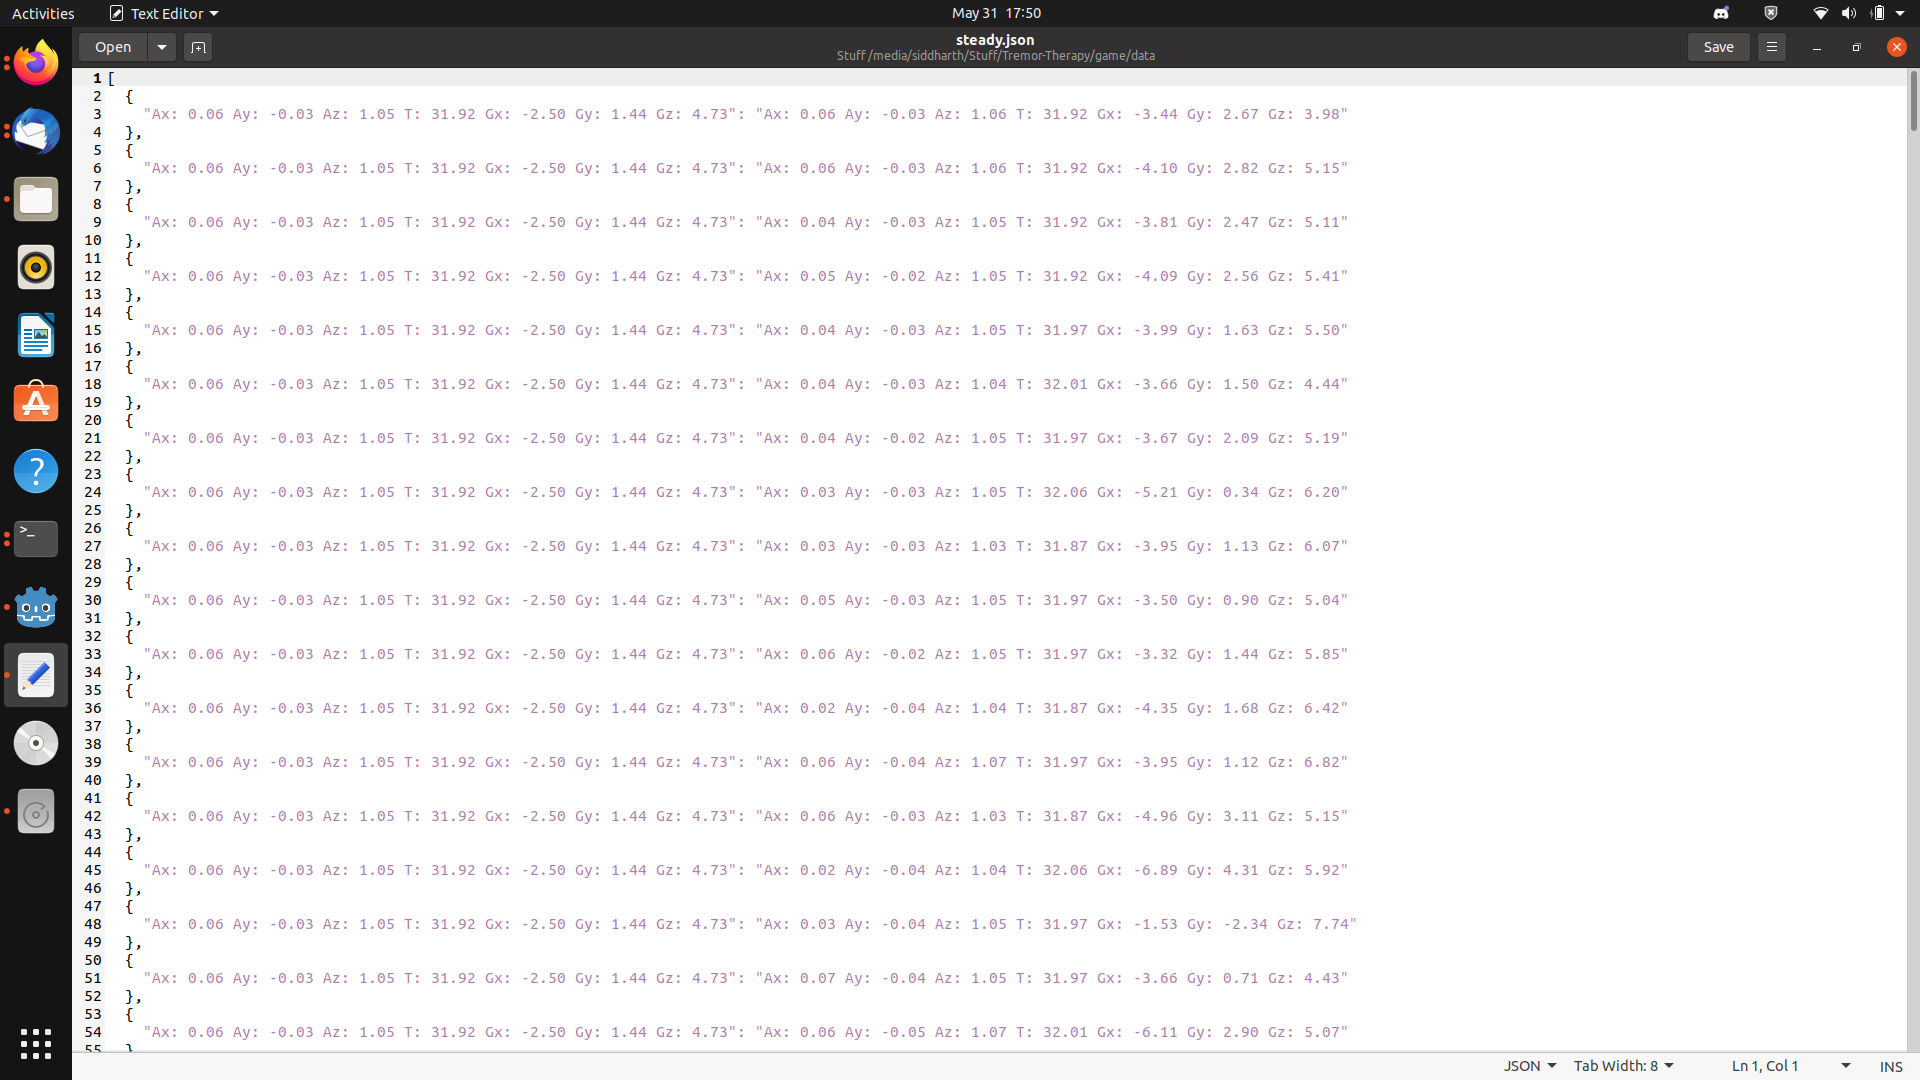 Activities Text Editor May 31 17:50
Open steady.json Save
Stuff /media/siddharth/Stuff/Tremor-Therapy/game/data
1 [
2 {
3 "Ax: 0.06 Ay: -0.03 Az: 1.05 T: 31.92 Gx: -2.50 Gy: 1.44 Gz: 4.73": "Ax: 0.06 Ay: -0.03 Az: 1.06 T: 31.92 Gx: -3.44 Gy: 2.67 Gz: 3.98"
4 },
5 {
6 "Ax: 0.06 Ay: -0.03 Az: 1.05 T: 31.92 Gx: -2.50 Gy: 1.44 Gz: 4.73": "Ax: 0.06 Ay: -0.03 Az: 1.06 T: 31.92 Gx: -4.10 Gy: 2.82 Gz: 5.15"
7 },
8 {
9 "Ax: 0.06 Ay: -0.03 Az: 1.05 T: 31.92 Gx: -2.50 Gy: 1.44 Gz: 4.73": "Ax: 0.04 Ay: -0.03 Az: 1.05 T: 31.92 Gx: -3.81 Gy: 2.47 Gz: 5.11"
10 },
11 {
12 "Ax: 0.06 Ay: -0.03 Az: 1.05 T: 31.92 Gx: -2.50 Gy: 1.44 Gz: 4.73": "Ax: 0.05 Ay: -0.02 Az: 1.05 T: 31.92 Gx: -4.09 Gy: 2.56 Gz: 5.41"
13 },
14 {
15 "Ax: 0.06 Ay: -0.03 Az: 1.05 T: 31.92 Gx: -2.50 Gy: 1.44 Gz: 4.73": "Ax: 0.04 Ay: -0.03 Az: 1.05 T: 31.97 Gx: -3.99 Gy: 1.63 Gz: 5.50"
16 },
17 {
18 "Ax: 0.06 Ay: -0.03 Az: 1.05 T: 31.92 Gx: -2.50 Gy: 1.44 Gz: 4.73": "Ax: 0.04 Ay: -0.03 Az: 1.04 T: 32.01 Gx: -3.66 Gy: 1.50 Gz: 4.44"
19 },
20 {
21 "Ax: 0.06 Ay: -0.03 Az: 1.05 T: 31.92 Gx: -2.50 Gy: 1.44 Gz: 4.73": "Ax: 0.04 Ay: -0.02 Az: 1.05 T: 31.97 Gx: -3.67 Gy: 2.09 Gz: 5.19"
22 },
23 {
24 "Ax: 0.06 Ay: -0.03 Az: 1.05 T: 31.92 Gx: -2.50 Gy: 1.44 Gz: 4.73": "Ax: 0.03 Ay: -0.03 Az: 1.05 T: 32.06 Gx: -5.21 Gy: 0.34 Gz: 6.20"
25 },
26 {
27 "Ax: 0.06 Ay: -0.03 Az: 1.05 T: 31.92 Gx: -2.50 Gy: 1.44 Gz: 4.73": "Ax: 0.03 Ay: -0.03 Az: 1.03 T: 31.87 Gx: -3.95 Gy: 1.13 Gz: 6.07"
28 },
29 {
30 "Ax: 0.06 Ay: -0.03 Az: 1.05 T: 31.92 Gx: -2.50 Gy: 1.44 Gz: 4.73": "Ax: 0.05 Ay: -0.03 Az: 1.05 T: 31.97 Gx: -3.50 Gy: 0.90 Gz: 5.04"
31 },
32 {
33 "Ax: 0.06 Ay: -0.03 Az: 1.05 T: 31.92 Gx: -2.50 Gy: 1.44 Gz: 4.73": "Ax: 0.06 Ay: -0.02 Az: 1.05 T: 31.97 Gx: -3.32 Gy: 1.44 Gz: 5.85"
34 },
35 {
36 "Ax: 0.06 Ay: -0.03 Az: 1.05 T: 31.92 Gx: -2.50 Gy: 1.44 Gz: 4.73": "Ax: 0.02 Ay: -0.04 Az: 1.04 T: 31.87 Gx: -4.35 Gy: 1.68 Gz: 6.42"
37 },
38 {
39 "Ax: 0.06 Ay: -0.03 Az: 1.05 T: 31.92 Gx: -2.50 Gy: 1.44 Gz: 4.73": "Ax: 0.06 Ay: -0.04 Az: 1.07 T: 31.97 Gx: -3.95 Gy: 1.12 Gz: 6.82"
40 },
41 {
42 "Ax: 0.06 Ay: -0.03 Az: 1.05 T: 31.92 Gx: -2.50 Gy: 1.44 Gz: 4.73": "Ax: 0.06 Ay: -0.03 Az: 1.03 T: 31.87 Gx: -4.96 Gy: 3.11 Gz: 5.15"
43 },
44 {
45 "Ax: 0.06 Ay: -0.03 Az: 1.05 T: 31.92 Gx: -2.50 Gy: 1.44 Gz: 4.73": "Ax: 0.02 Ay: -0.04 Az: 1.04 T: 32.06 Gx: -6.89 Gy: 4.31 Gz: 5.92"
46 },
47 {
48 "Ax: 0.06 Ay: -0.03 Az: 1.05 T: 31.92 Gx: -2.50 Gy: 1.44 Gz: 4.73": "Ax: 0.03 Ay: -0.04 Az: 1.05 T: 31.97 Gx: -1.53 Gy: -2.34 Gz: 7.74"
49 },
50 {
51 "Ax: 0.06 Ay: -0.03 Az: 1.05 T: 31.92 Gx: -2.50 Gy: 1.44 Gz: 4.73": "Ax: 0.07 Ay: -0.04 Az: 1.05 T: 31.97 Gx: -3.66 Gy: 0.71 Gz: 4.43"
52 },
53 {
54 "Ax: 0.06 Ay: -0.03 Az: 1.05 T: 31.92 Gx: -2.50 Gy: 1.44 Gz: 4.73": "Ax: 0.06 Ay: -0.05 Az: 1.07 T: 32.01 Gx: -6.11 Gy: 2.90 Gz: 5.07"
55 }
JSON Tab Width: 8 Ln 1, Col 1 INS